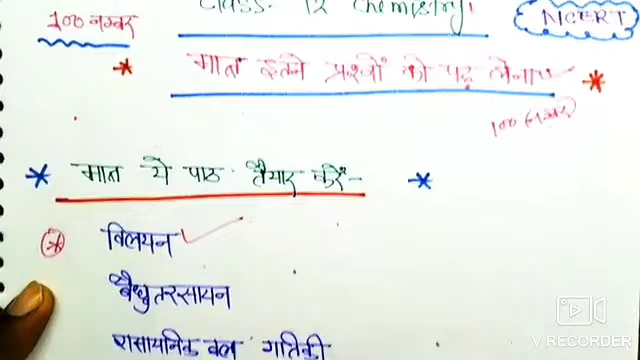 Class 12 Chemistry
100 नम्बर
NCERT
मात्र इतने प्रश्नों को पढ़ लेना
100 नम्बर
मात्र ये पाठ तैयार करें-
विलयन
वैधुतरसायन
रासायनिक बल गतिकी
V RECORDER